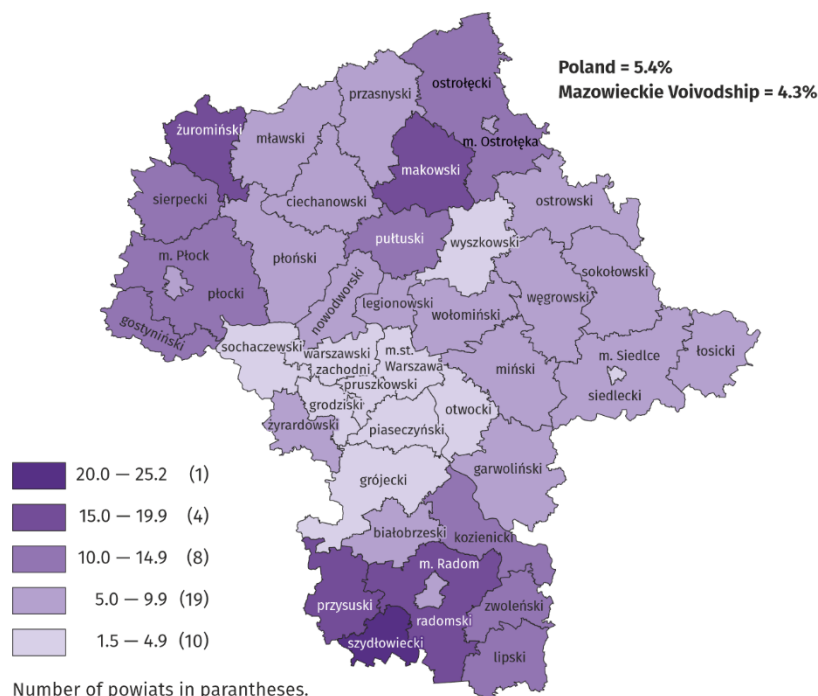 Poland = 5.4%
Mazowieckie Voivodship = 4.3%
ostrołęcki
przasnyski
żuromiński
mławski
m. Ostrołęka
makowski
sierpecki
ciechanowski
ostrowski
pułtuski
wyszkowski
m. Płock
płoński
sokołowski
nowodworski
płocki
legionowski
węgrowski
wołomiński
gostyniński
sochaczewski
warszawski
zachodni
m.st.
Warszawa
m. Siedlce
łosicki
miński
pruszkowski
siedlecki
grodziski
otwocki
żyrardowski
piaseczyński
garwoliński
grójecki
białobrzeski
kozienicki
m. Radom
przysuski
zwoleński
radomski
szydłowiecki
lipski
20.0 — 25.2 (1)
15.0 — 19.9 (4)
10.0 — 14.9 (8)
5.0 — 9.9 (19)
1.5 — 4.9 (10)
Number of powiats in parantheses.